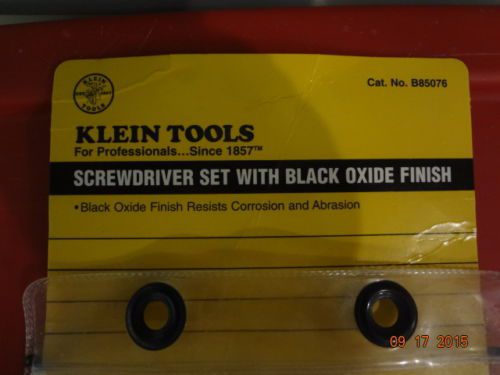 KLEIN
TOOLS
Cat. No. B85076
KLEIN TOOLS
For Professionals...Since 1857™
SCREWDRIVER SET WITH BLACK OXIDE FINISH
•Black Oxide Finish Resists Corrosion and Abrasion
09 17 2015